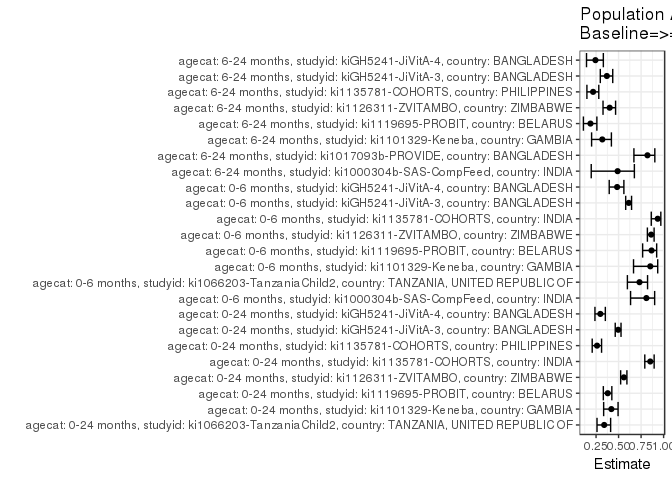 Population
Baseline=>
agecat: 6-24 months, studyid: kiGH5241-JiVitA-4, country: BANGLADESH
agecat: 6-24 months, studyid: kiGH5241-JiVitA-3, country: BANGLADESH
agecat: 6-24 months, studyid: ki1135781-COHORTS, country: PHILIPPINES
agecat: 6-24 months, studyid: ki1126311-ZVITAMBO, country: ZIMBABWE
agecat: 6-24 months, studyid: ki1119695-PROBIT, country: BELARUS
agecat: 6-24 months, studyid: ki1101329-Keneba, country: GAMBIA
agecat: 6-24 months, studyid: ki1017093b-PROVIDE, country: BANGLADESH
agecat: 6-24 months, studyid: ki1000304b-SAS-CompFeed, country: INDIA
agecat: 0-6 months, studyid: kiGH5241-JiVitA-4, country: BANGLADESH
agecat: 0-6 months, studyid: kiGH5241-JiVitA-3, country: BANGLADESH
agecat: 0-6 months, studyid: ki1135781-COHORTS, country: INDIA
agecat: 0-6 months, studyid: ki1126311-ZVITAMBO, country: ZIMBABWE
agecat: 0-6 months, studyid: ki1119695-PROBIT, country: BELARUS
agecat: 0-6 months, studyid: ki1101329-Keneba, country: GAMBIA
agecat: 0-6 months, studyid: ki1066203-TanzaniaChild2, country: TANZANIA, UNITED REPUBLIC OF
agecat: 0-6 months, studyid: ki1000304b-SAS-CompFeed, country: INDIA
agecat: 0-24 months, studyid: kiGH5241-JiVitA-4, country: BANGLADESH
agecat: 0-24 months, studyid: kiGH5241-JiVitA-3, country: BANGLADESH
agecat: 0-24 months, studyid: ki1135781-COHORTS, country: PHILIPPINES
agecat: 0-24 months, studyid: ki1135781-COHORTS, country: INDIA
agecat: 0-24 months, studyid: ki1126311-ZVITAMBO, country: ZIMBABWE
agecat: 0-24 months, studyid: ki1119695-PROBIT, country: BELARUS
agecat: 0-24 months, studyid: ki1101329-Keneba, country: GAMBIA
agecat: 0-24 months, studyid: ki1066203-TanzaniaChild2, country: TANZANIA, UNITED REPUBLIC OF
0.25 0.50 0.75 1.00
Estimate